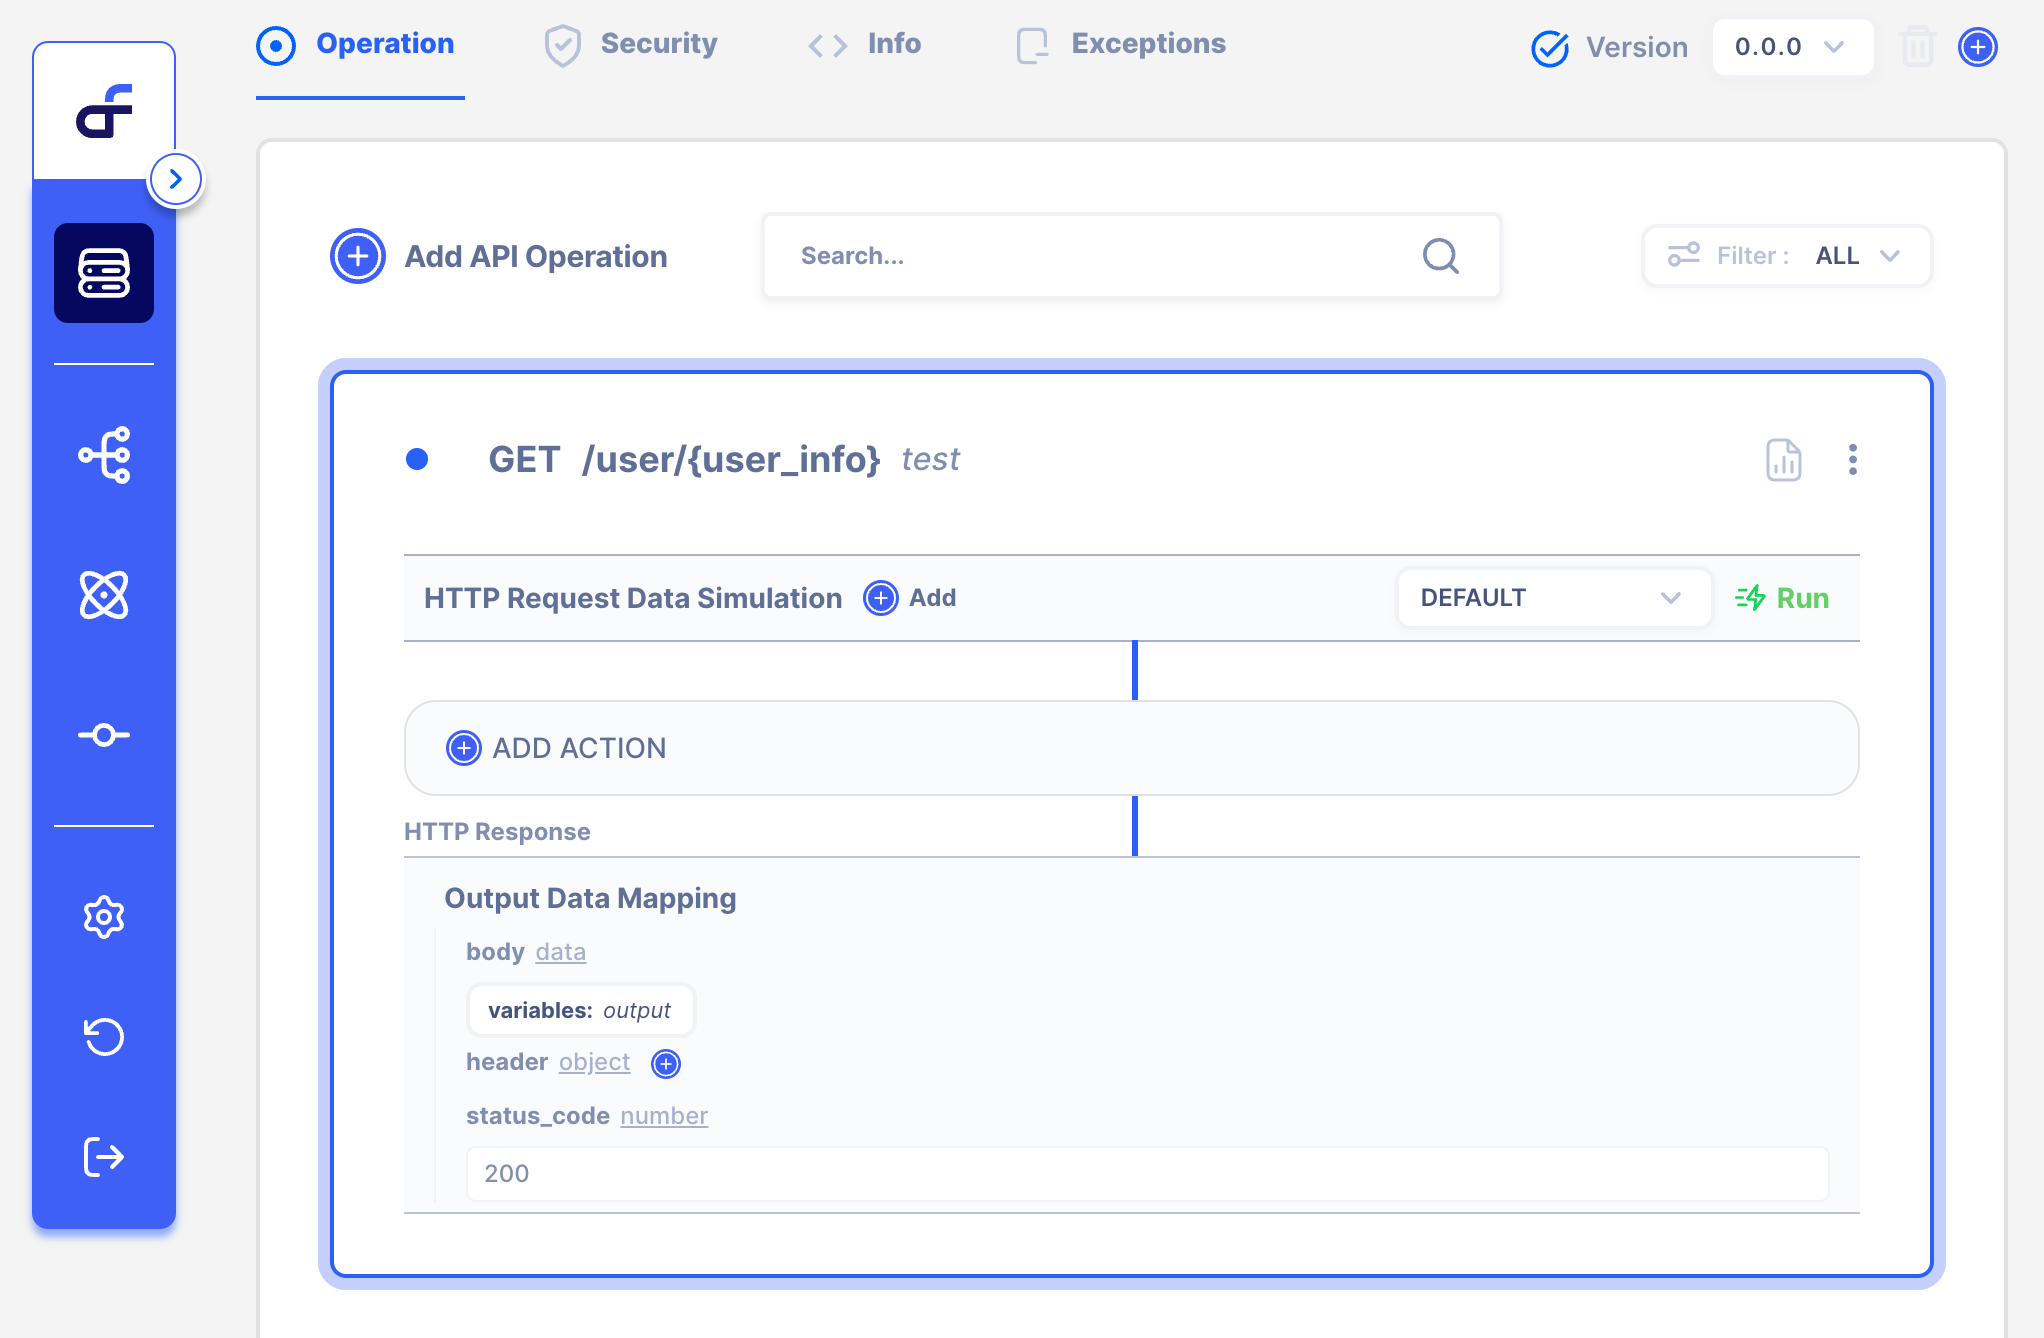 Operation Security Info Exceptions Version 0.0.0
Add API Operation Search... Filter : ALL
GET /user/{user_info} test
HTTP Request Data Simulation Add DEFAULT Run
ADD ACTION
HTTP Response
Output Data Mapping
body data
variables: output
header object
status_code number
200